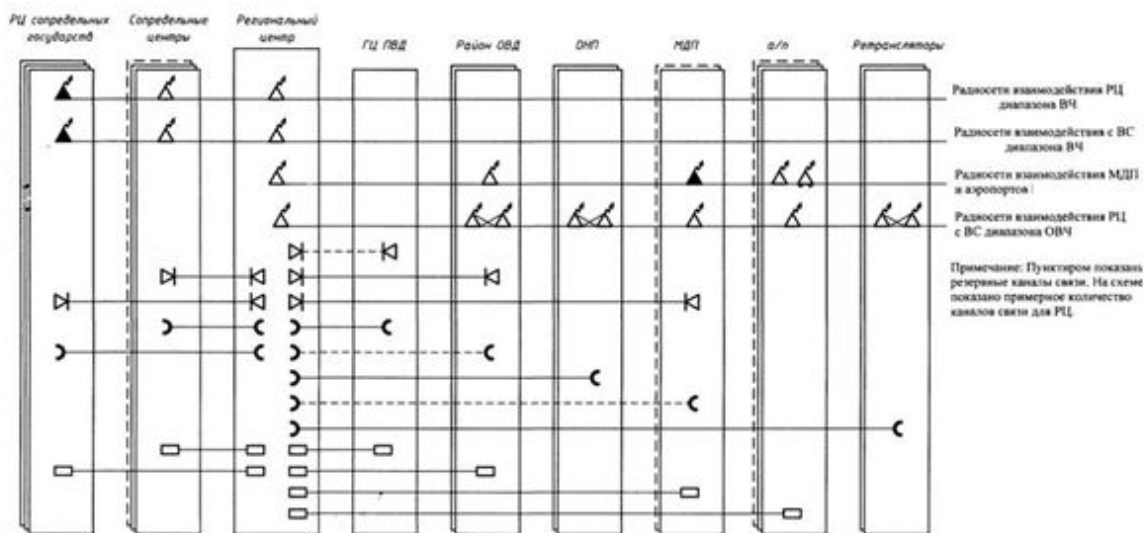 РЦ сопредельных
государств
Сопредельные
центры
Региональный
центр
ГЦ ПВД
Район ОВД
ОНП
МДП
а/п
Ретрансляторы
Радиосети взаимодействия РЦ
диапазона ВЧ
Радиосети взаимодействия с ВС
диапазона ВЧ
Радиосети взаимодействия МДП
и аэропортов
Радиосети взаимодействия РЦ
с ВС диапазона ОВЧ
Примечание: Пунктиром показаны
резервные каналы связи. На схеме
показано примерное количество
каналов связи для РЦ.